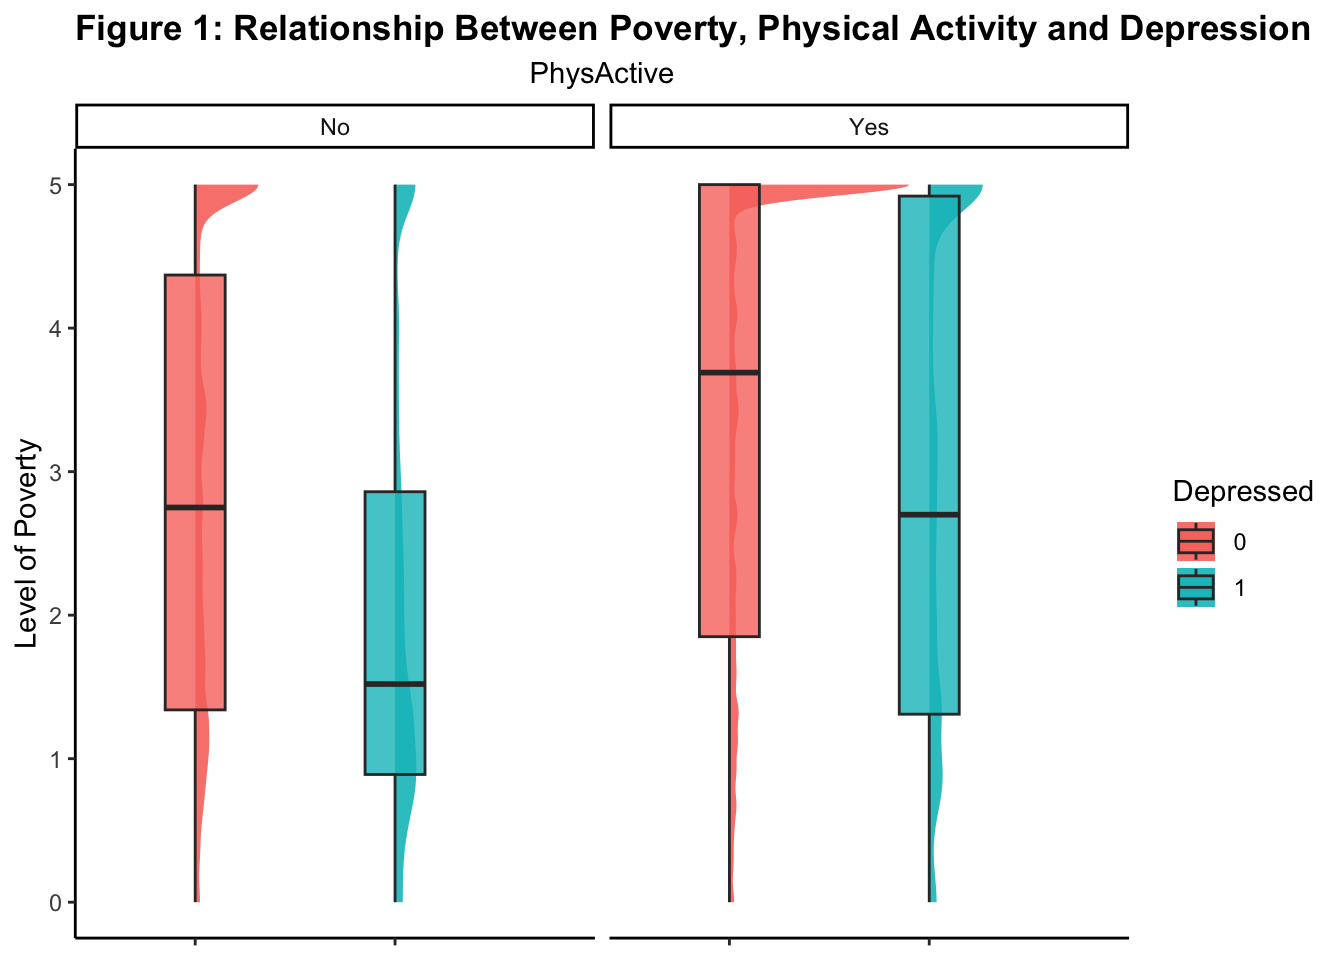 Figure 1: Relationship Between Poverty, Physical Activity and Depression
PhysActive
No
Yes
5
4
3
2
1
0
Level of Poverty
Depressed
0
1